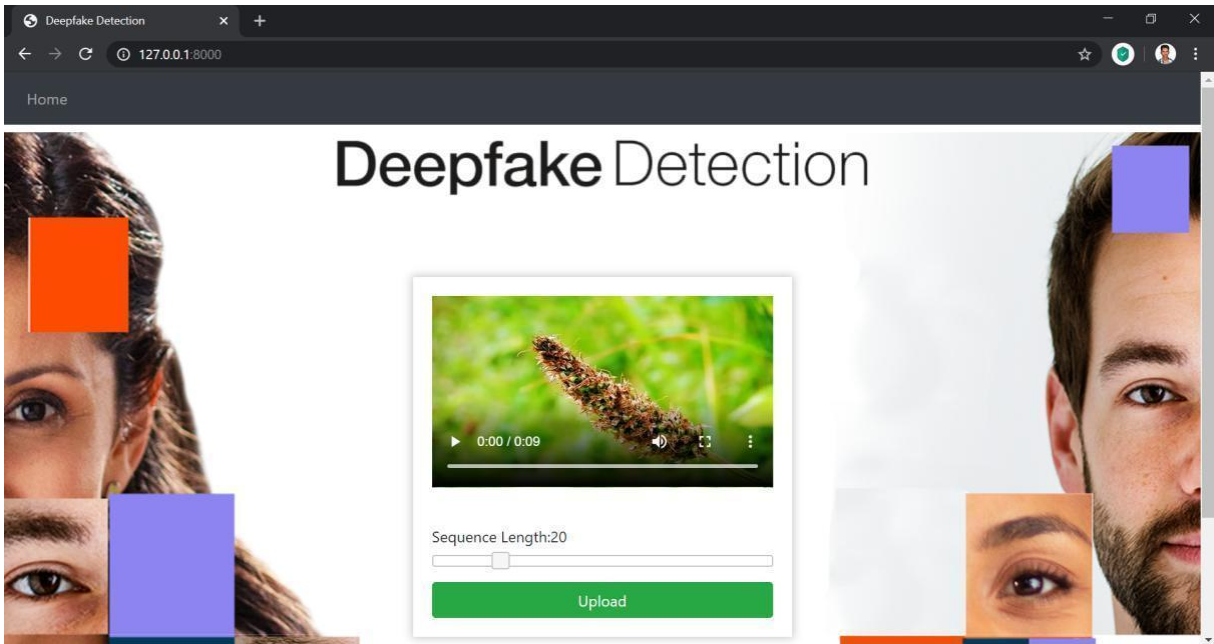 Deepfake Detection
127.0.0.1:8000
Home
Deepfake Detection
0:00 / 0:09
Sequence Length:20
Upload